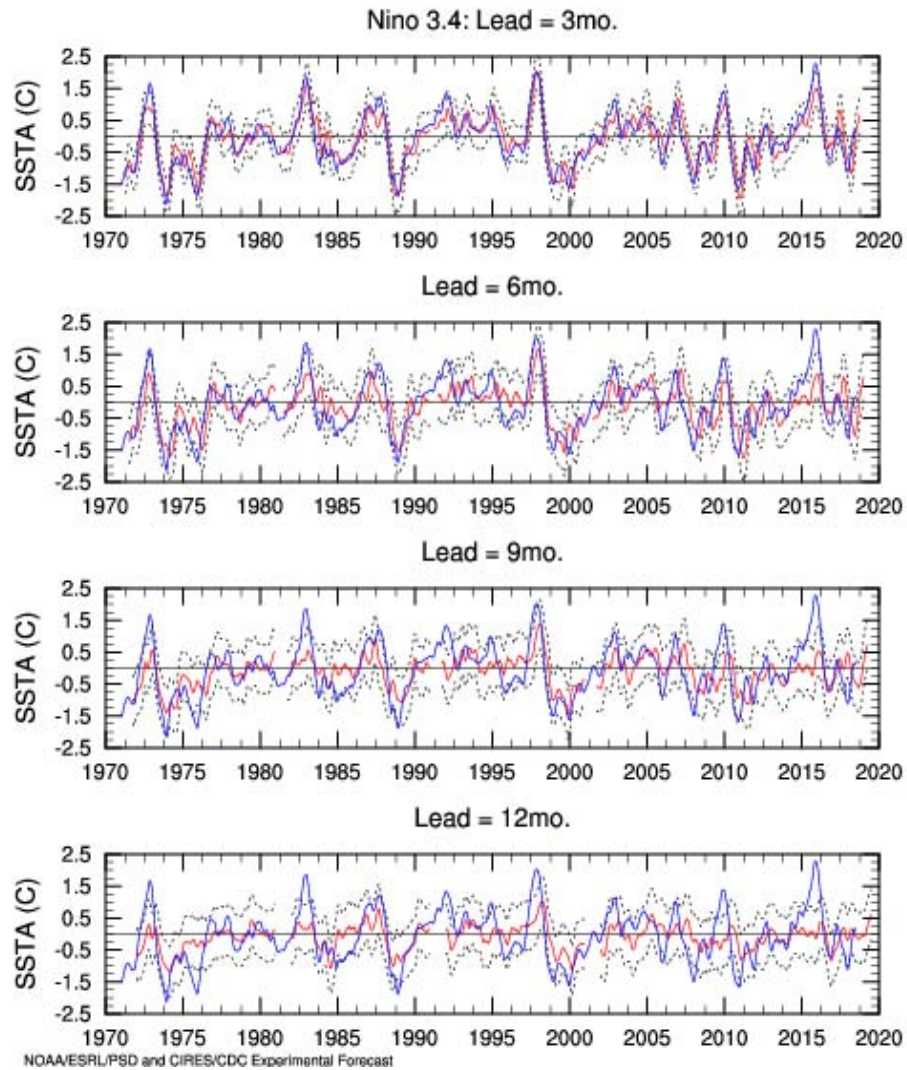 Nino 3.4: Lead = 3mo.
SSTA (C)
2.5
1.5
0.5
-0.5
-1.5
-2.5
1970 1975 1980 1985 1990 1995 2000 2005 2010 2015 2020
Lead = 6mo.
SSTA (C)
2.5
1.5
0.5
-0.5
-1.5
-2.5
1970 1975 1980 1985 1990 1995 2000 2005 2010 2015 2020
Lead = 9mo.
SSTA (C)
2.5
1.5
0.5
-0.5
-1.5
-2.5
1970 1975 1980 1985 1990 1995 2000 2005 2010 2015 2020
Lead = 12mo.
SSTA (C)
2.5
1.5
0.5
-0.5
-1.5
-2.5
1970 1975 1980 1985 1990 1995 2000 2005 2010 2015 2020
NOAA/ESRL/PSD and CIRES/CDC Experimental Forecast